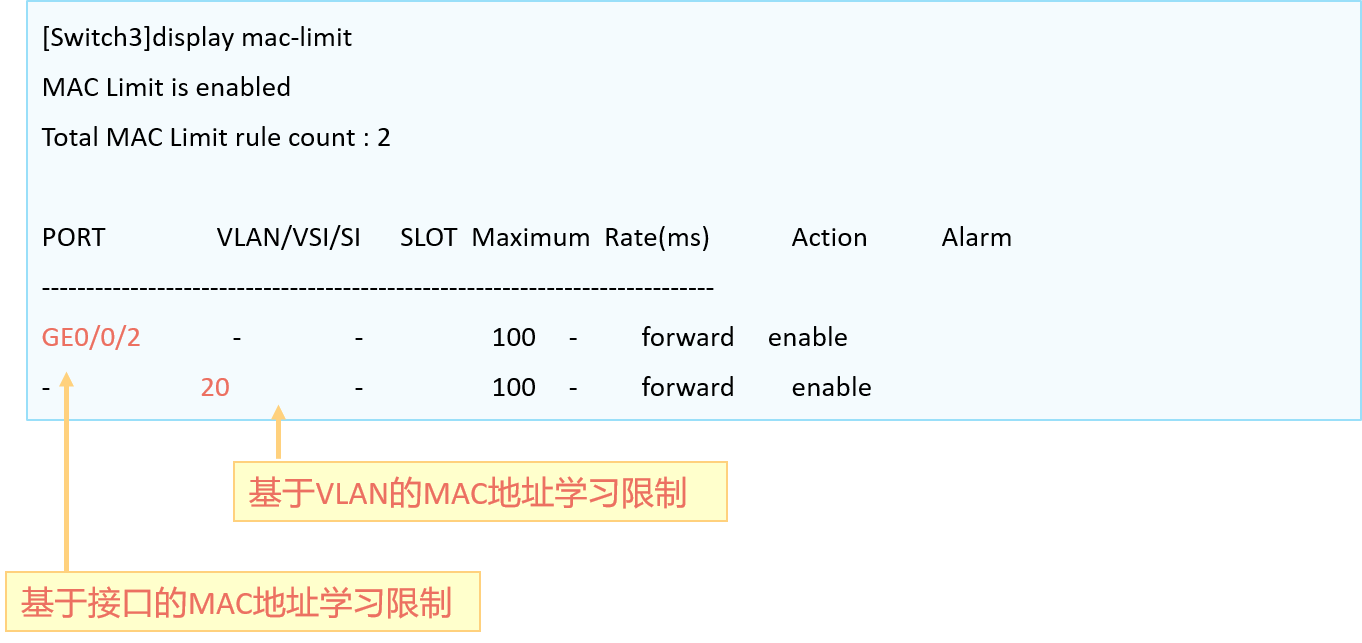 [Switch3]display mac-limit
MAC Limit is enabled
Total MAC Limit rule count : 2
PORT VLAN/VSI/SI SLOT Maximum Rate(ms) Action Alarm
----------------------------------------------------------------------------
GE0/0/2 - - 100 - forward enable
- 20 - 100 - forward enable
基于VLAN的MAC地址学习限制
基于接口的MAC地址学习限制